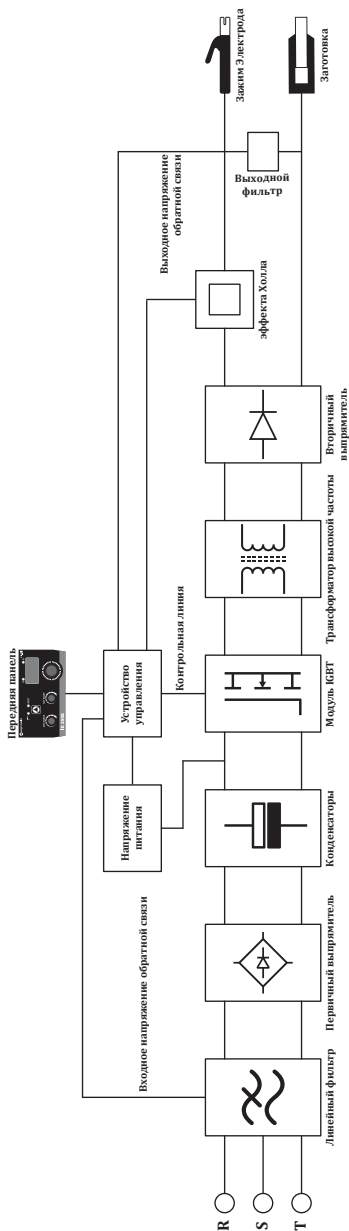 R
S
T
Линейный фильтр
Входное напряжение обратной связи
Первичный выпрямитель
Конденсаторы
Напряжение
питания
Передняя панель
Устройство
управления
Контрольная линия
Модуль IGBT
Трансформатор высокой частоты
Вторичный
выпрямитель
эффекта Холла
Выходное напряжение
обратной связи
Выходной
фильтр
Зажим Электрода
Заготовка